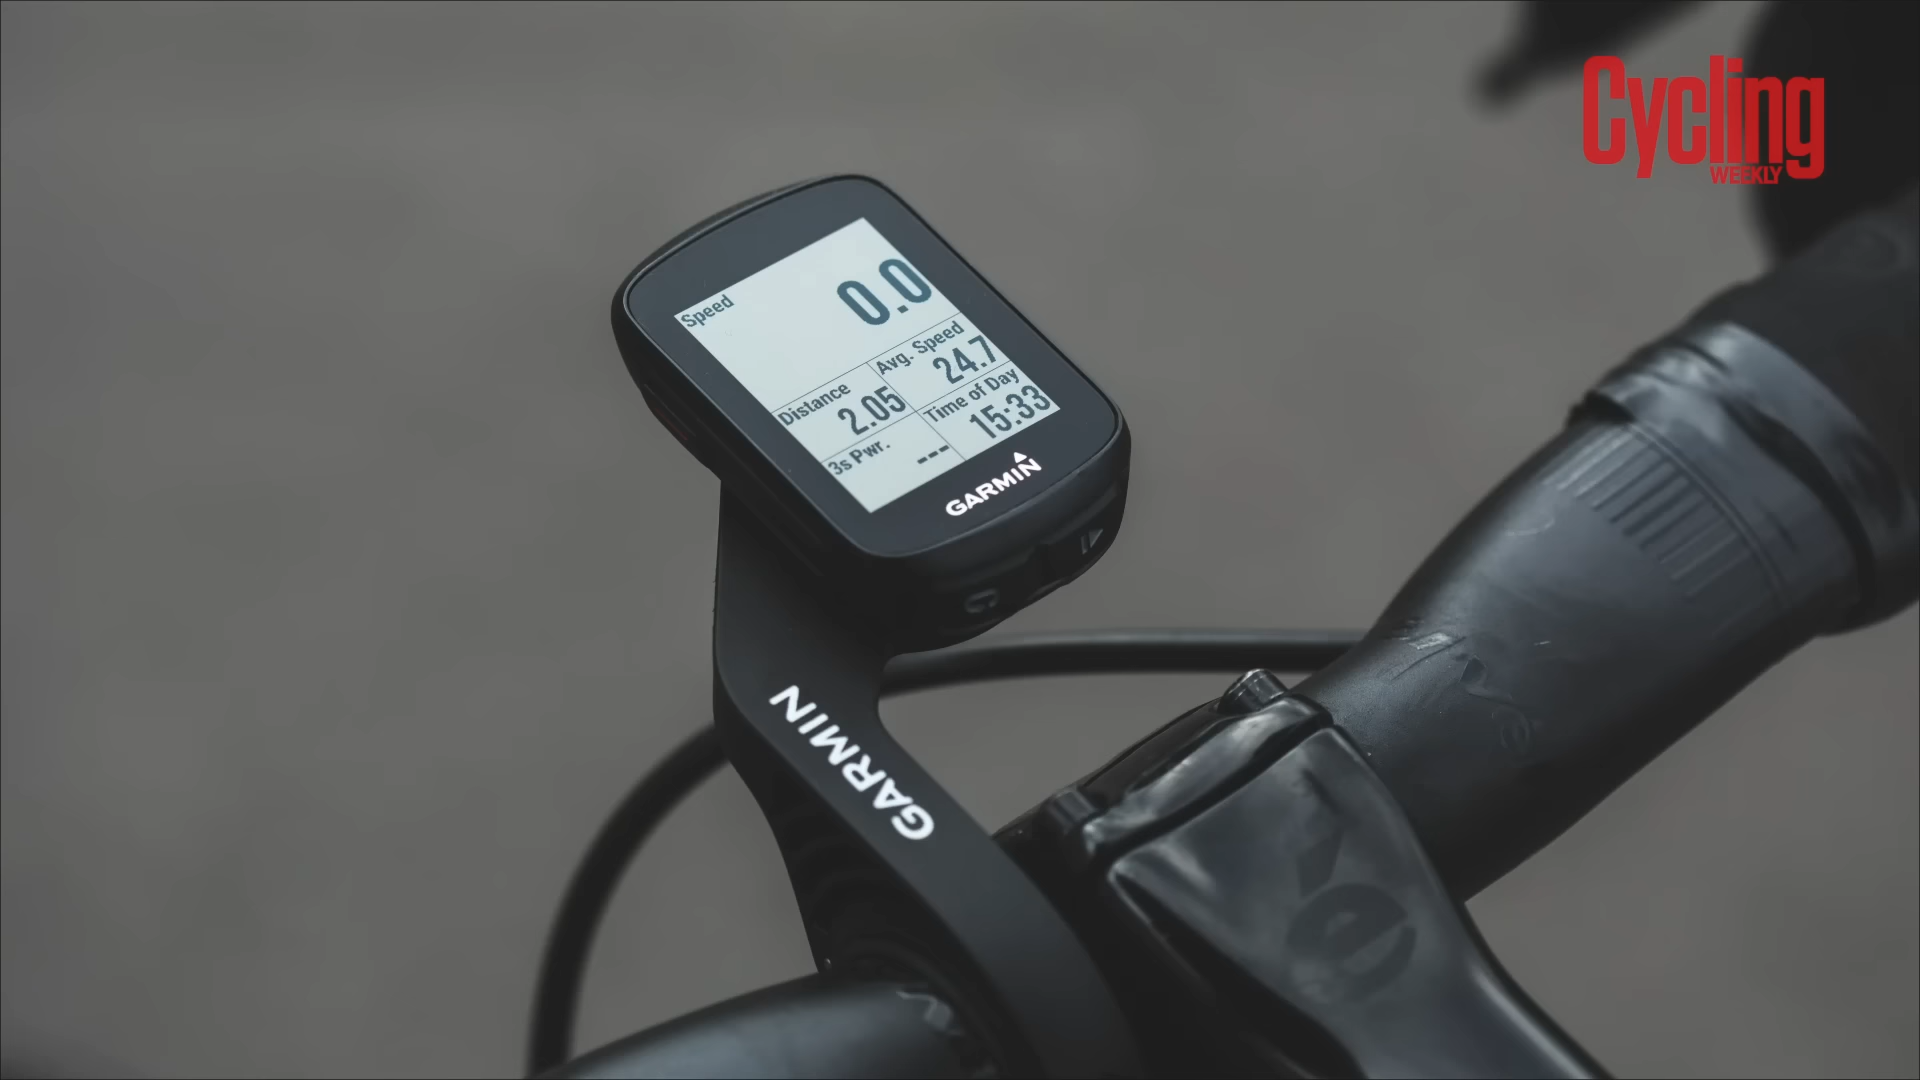 Cycling
WEEKLY
Speed
0.0
Distance
2.05
Avg. Speed
24.7
3s Pwr.
---
Time of Day
15:33
GARMIN
GARMIN